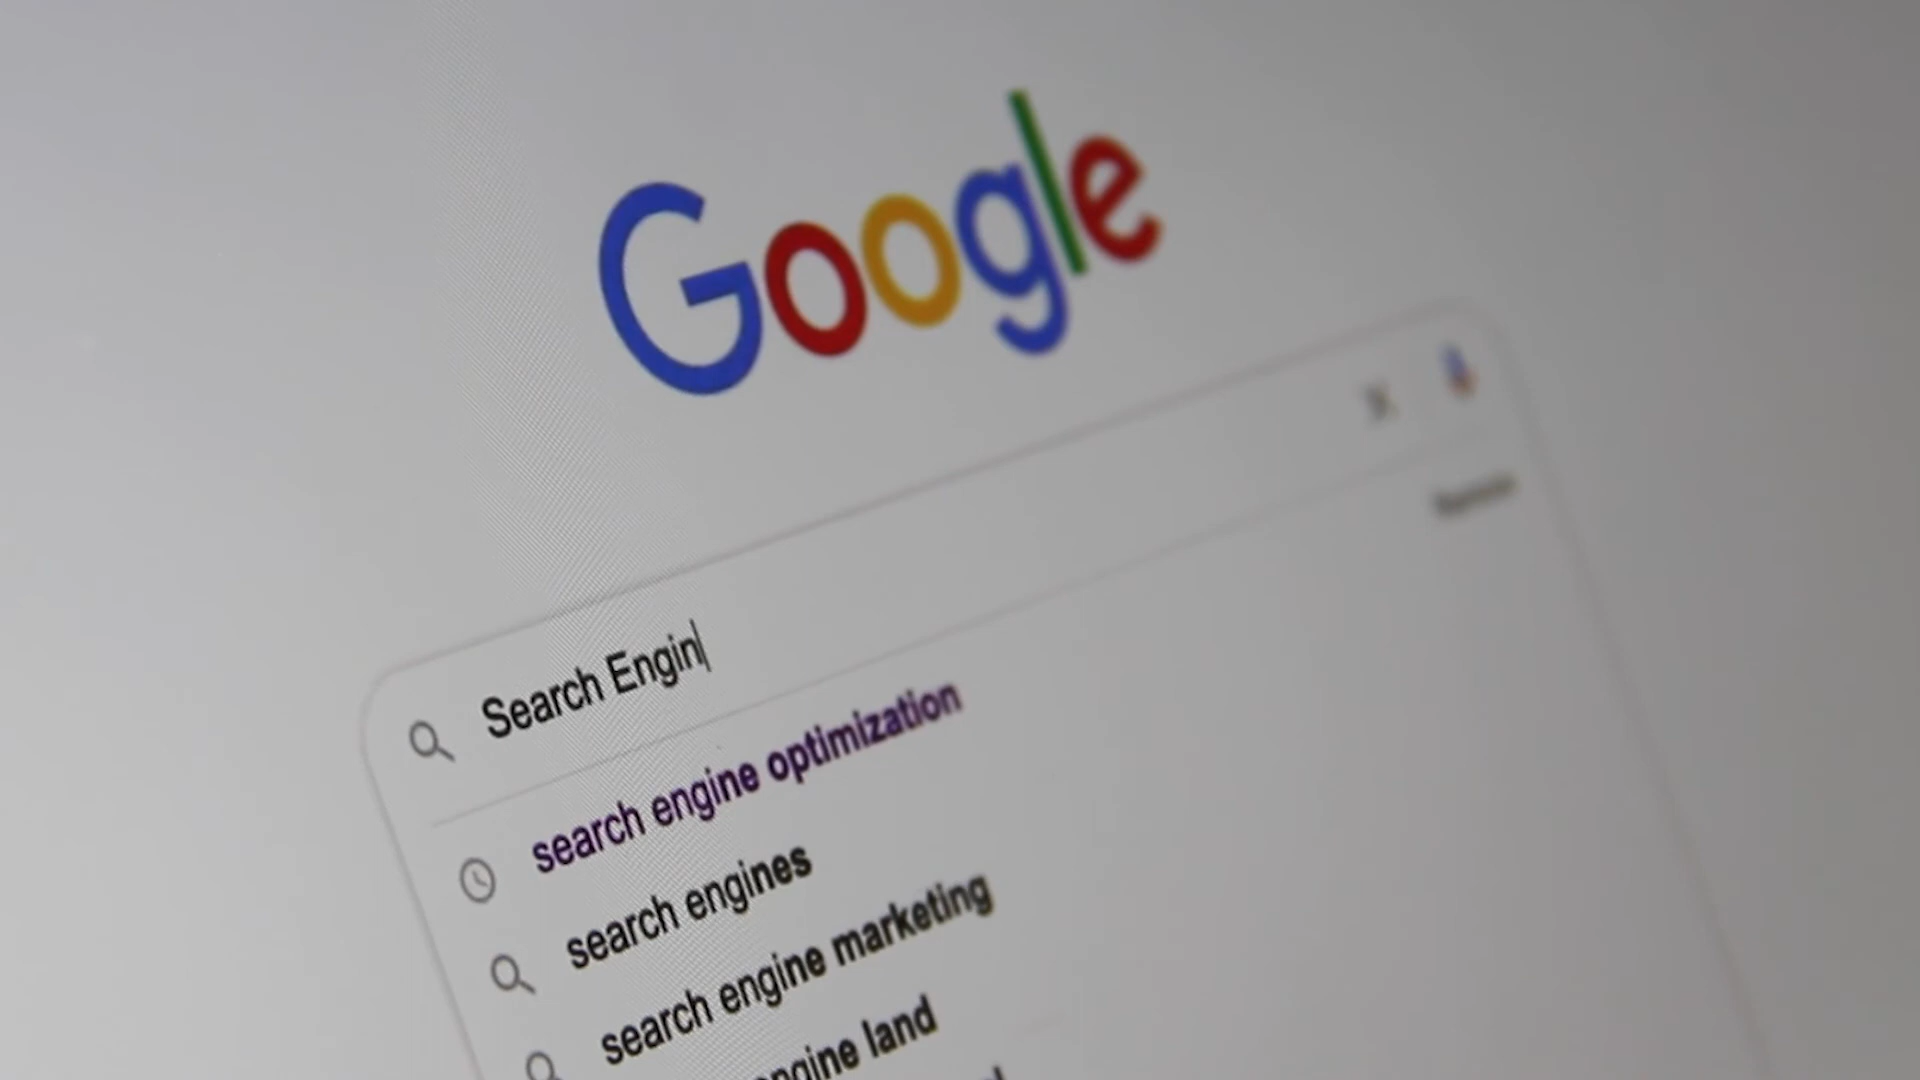 Google
Search Engin
search engine optimization
search engines
search engine marketing
engine land